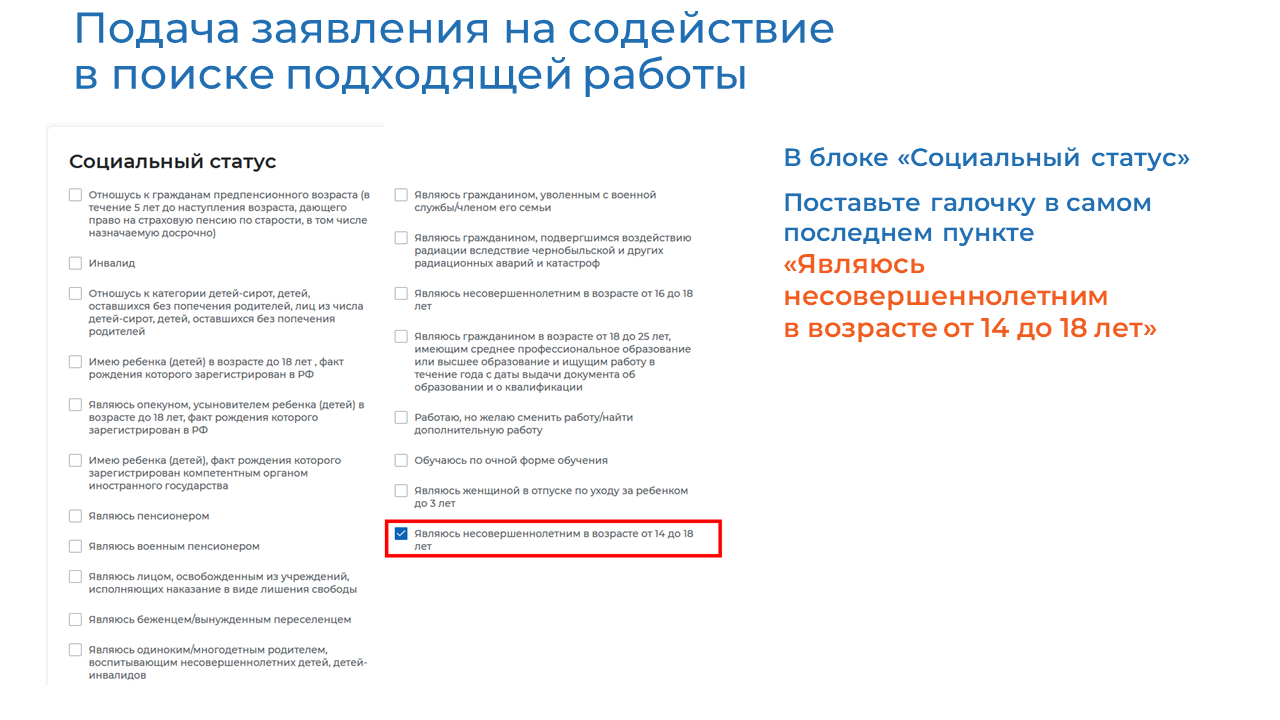 Подача заявления на содействие
в поиске подходящей работы
Социальный статус
Отношусь к гражданам предпенсионного возраста (в
течение 5 лет до наступления возраста, дающего
право на страховую пенсию по старости, в том числе
назначаемую досрочно)
Инвалид
Отношусь к категории детей-сирот, детей,
оставшихся без попечения родителей, лиц из числа
детей-сирот, детей, оставшихся без попечения
родителей
Имею ребенка (детей) в возрасте до 18 лет , факт
рождения которого зарегистрирован в РФ
Являюсь опекуном, усыновителем ребенка (детей) в
возрасте до 18 лет, факт рождения которого
зарегистрирован в РФ
Имею ребенка (детей), факт рождения которого
зарегистрирован компетентным органом
иностранного государства
Являюсь пенсионером
Являюсь военным пенсионером
Являюсь лицом, освобожденным из учреждений,
исполняющих наказание в виде лишения свободы
Являюсь беженцем/вынужденным переселенцем
Являюсь одиноким/многодетным родителем,
воспитывающим несовершеннолетних детей, детей-
инвалидов
Являюсь гражданином, уволенным с военной
службы/членом его семьи
Являюсь гражданином, подвергшимся воздействию
радиации вследствие чернобыльской и других
радиационных аварий и катастроф
Являюсь несовершеннолетним в возрасте от 16 до 18
лет
Являюсь гражданином в возрасте от 18 до 25 лет,
имеющим среднее профессиональное образование
или высшее образование и ищущим работу в
течение года с даты выдачи документа об
образовании и о квалификации
Работаю, но желаю сменить работу/найти
дополнительную работу
Обучаюсь по очной форме обучения
Являюсь женщиной в отпуске по уходу за ребенком
до 3 лет
Являюсь несовершеннолетним в возрасте от 14 до 18
лет
В блоке «Социальный статус»
Поставьте галочку в самом
последнем пункте
«Являюсь
несовершеннолетним
в возрасте от 14 до 18 лет»